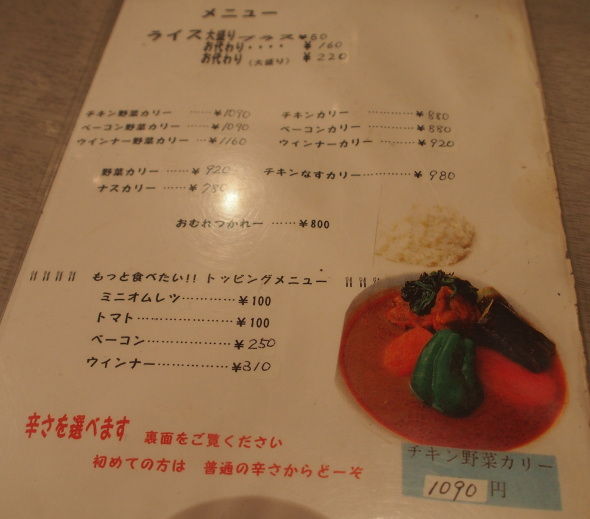 メニュー
ライス 大盛り プラス ¥60
お代わり・・・・ ¥160
お代わり（大盛り） ¥220
チキン野菜カリー ……¥1090
ベーコン野菜カリー ……¥1090
ウインナー野菜カリー …¥1160
チキンカリー …………¥880
ベーコンカリー ………¥880
ウインナーカリー ……¥920
野菜カリー ……¥920
ナスカリー ……¥780
チキンなすカリー ……¥980
おむれつかれー ……¥800
もっと食べたい!! トッピングメニュー
ミニオムレツ …………¥100
トマト………………¥100
ベーコン………………¥250
ウィンナー……………¥310
辛さを選べます 裏面をご覧ください
初めての方は 普通の辛さからどーぞ
チキン野菜カリー
1090円